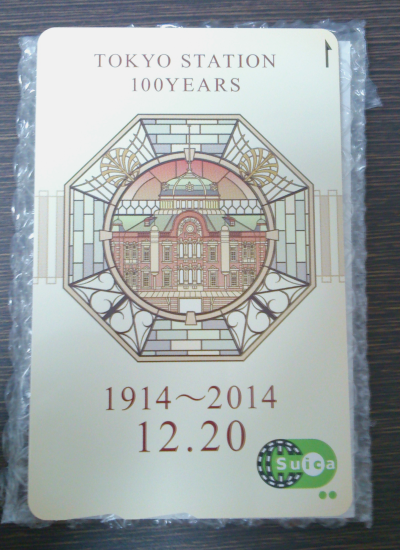 TOKYO STATION
100YEARS
1914～2014
12.20
Suica